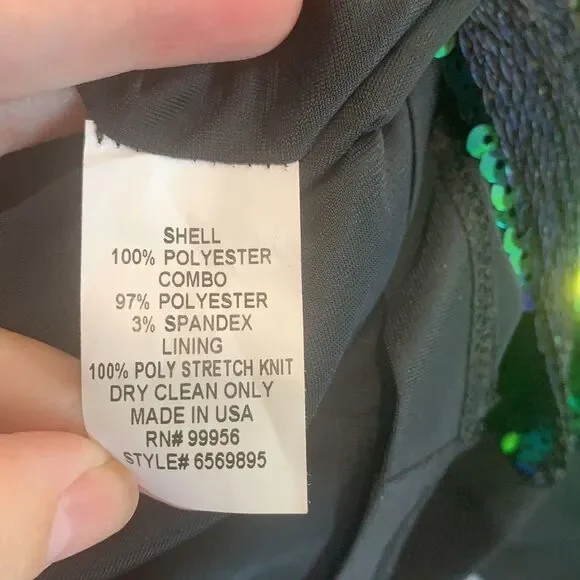 SHELL
100% POLYESTER
COMBO
97% POLYESTER
3% SPANDEX
LINING
100% POLY STRETCH KNIT
DRY CLEAN ONLY
MADE IN USA
RN# 99956
STYLE# 6569895